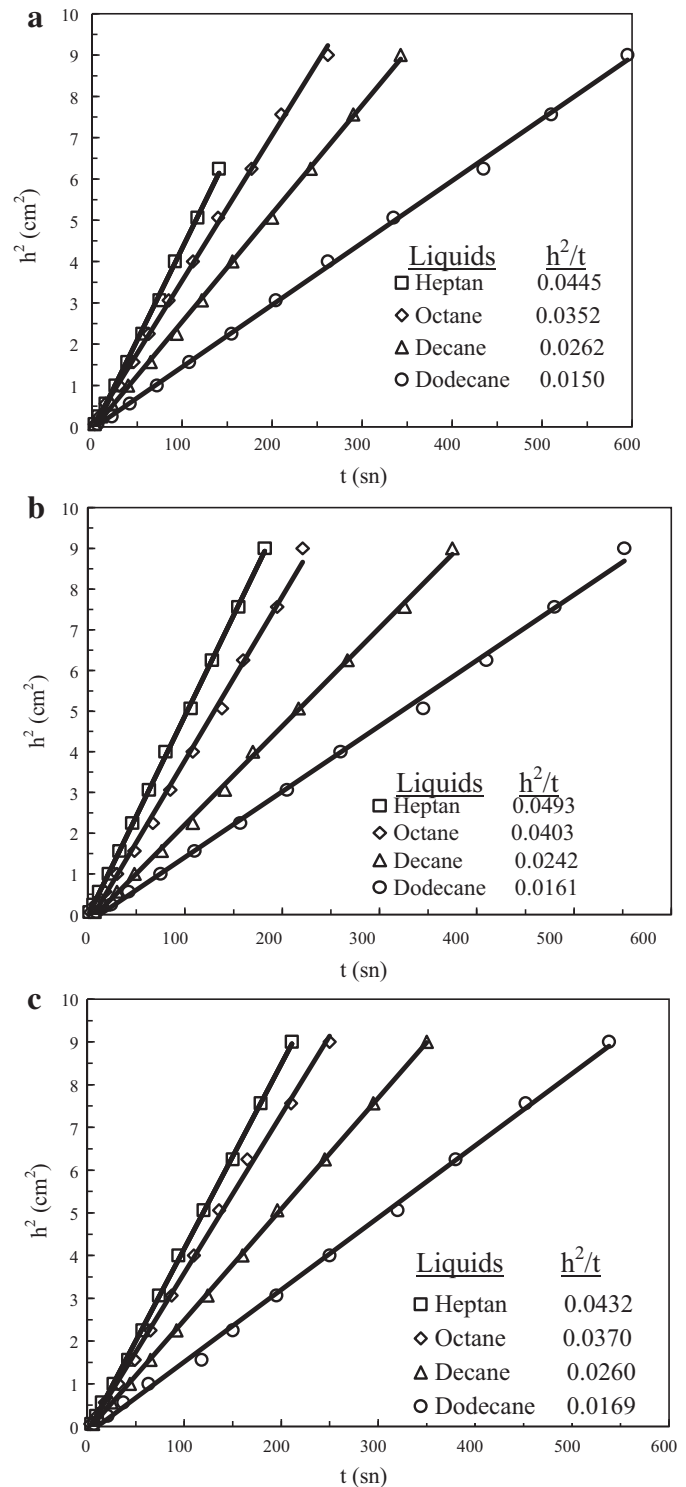 a
10
9
8
7
6
5
4
3
2
1
0
h² (cm²)
Liquids h²/t
Heptan 0.0445
Octane 0.0352
Decane 0.0262
Dodecane 0.0150
0 100 200 300 400 500 600
t (sn)
b
10
9
8
7
6
5
4
3
2
1
0
h² (cm²)
Liquids h²/t
Heptan 0.0493
Octane 0.0403
Decane 0.0242
Dodecane 0.0161
0 100 200 300 400 500 600
t (sn)
c
10
9
8
7
6
5
4
3
2
1
0
h² (cm²)
Liquids h²/t
Heptan 0.0432
Octane 0.0370
Decane 0.0260
Dodecane 0.0169
0 100 200 300 400 500 600
t (sn)